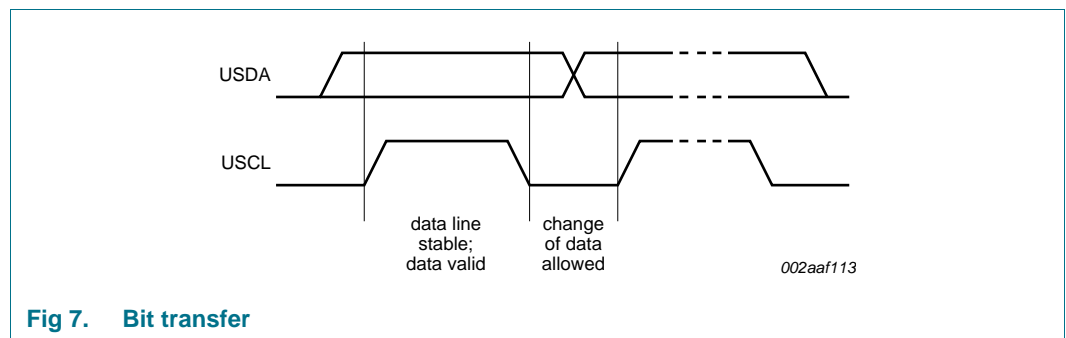 USDA
USCL
data line
stable;
data valid
change
of data
allowed
002aaf113
Fig 7. Bit transfer